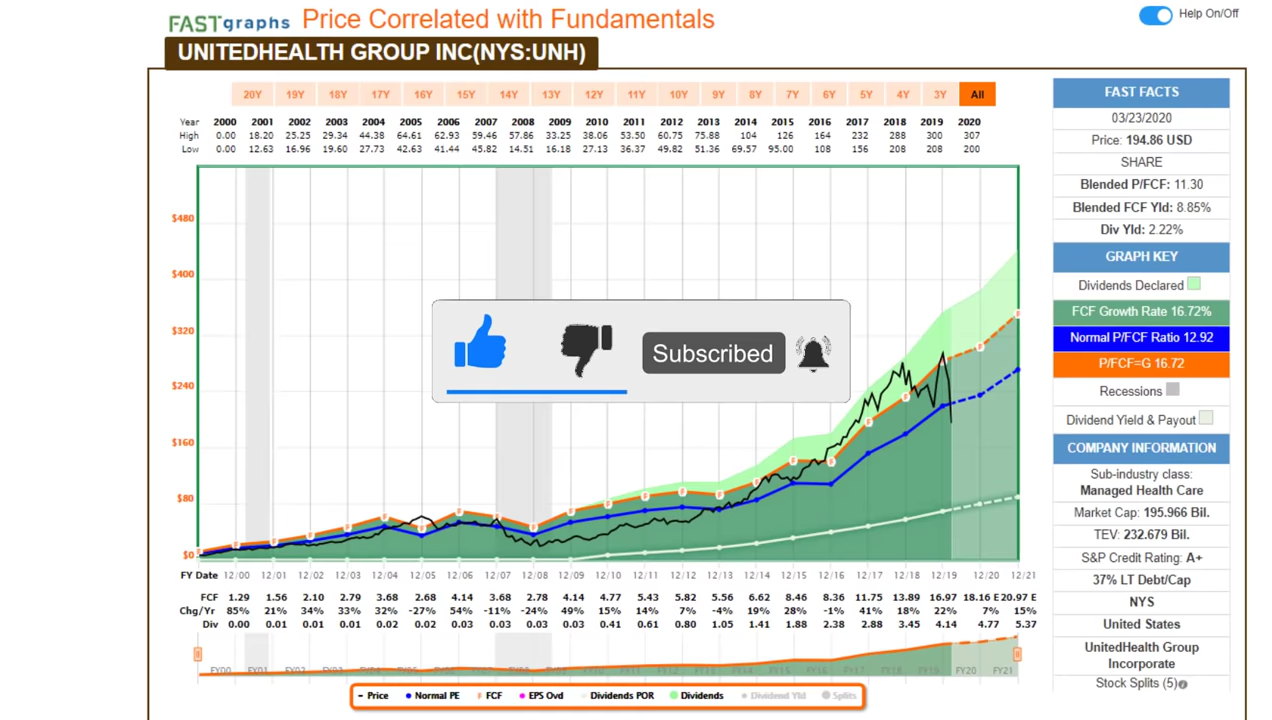 FASTgraphs Price Correlated with Fundamentals
Help On/Off
UNITEDHEALTH GROUP INC(NYS:UNH)
20Y 19Y 18Y 17Y 16Y 15Y 14Y 13Y 12Y 11Y 10Y 9Y 8Y 7Y 6Y 5Y 4Y 3Y All
Year 2000 2001 2002 2003 2004 2005 2006 2007 2008 2009 2010 2011 2012 2013 2014 2015 2016 2017 2018 2019 2020
High 0.00 18.20 25.25 29.34 44.38 64.61 62.93 59.46 57.86 33.25 38.06 53.50 60.75 75.88 104 126 164 232 288 300 307
Low 0.00 12.63 16.96 19.60 27.73 42.63 41.44 45.82 14.51 16.18 27.13 36.37 49.82 51.36 69.57 95.00 108 156 208 208 200
$480
$400
$320
$240
$160
$80
$0
Subscribed
FY Date 12/00 12/01 12/02 12/03 12/04 12/05 12/06 12/07 12/08 12/09 12/10 12/11 12/12 12/13 12/14 12/15 12/16 12/17 12/18 12/19 12/20 12/21
FCF 1.29 1.56 2.10 2.79 3.68 2.68 4.14 3.68 2.78 4.14 4.77 5.43 5.82 5.56 6.62 8.46 8.36 11.75 13.89 16.97 18.16 E 20.97 E
Chg/Yr 85% 21% 34% 33% 32% -27% 54% -11% -24% 49% 15% 14% 7% -4% 19% 28% -1% 41% 18% 22% 7% 15%
Div 0.00 0.01 0.01 0.01 0.02 0.02 0.03 0.03 0.03 0.03 0.41 0.61 0.80 1.05 1.41 1.88 2.38 2.88 3.45 4.14 4.77 5.37
FY00 FY01 FY02 FY03 FY04 FY05 FY06 FY07 FY08 FY09 FY10 FY11 FY12 FY13 FY14 FY15 FY16 FY17 FY18 FY19 FY20 FY21
Price Normal PE FCF EPS Ovd Dividends POR Dividends Dividend Yld Splits
FAST FACTS
03/23/2020
Price: 194.86 USD
SHARE
Blended P/FCF: 11.30
Blended FCF Yld: 8.85%
Div Yld: 2.22%
GRAPH KEY
Dividends Declared
FCF Growth Rate 16.72%
Normal P/FCF Ratio 12.92
P/FCF=G 16.72
Recessions
Dividend Yield & Payout
COMPANY INFORMATION
Sub-industry class:
Managed Health Care
Market Cap: 195.966 Bil.
TEV: 232.679 Bil.
S&P Credit Rating: A+
37% LT Debt/Cap
NYS
United States
UnitedHealth Group
Incorporate
Stock Splits (5)